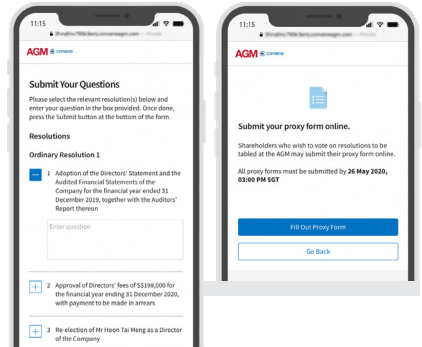 11:15
AGM convene
Submit Your Questions
Please select the relevant resolution(s) below and
enter your question in the box provided. Once done,
press the Submit button at the bottom of the form.
Resolutions
Ordinary Resolution 1
1 Adoption of the Directors' Statement and the
Audited Financial Statements of the
Company for the financial year ended 31
December 2019, together with the Auditors'
Report thereon
Enter question
2 Approval of Directors' fees of S$198,000 for
the financial year ending 31 December 2020,
with payment to be made in arrears
3 Re-election of Mr Hoon Tai Meng as a Director
of the Company
11:15
AGM convene
Submit your proxy form online.
Shareholders who wish to vote on resolutions to be
tabled at the AGM may submit their proxy form online.
All proxy forms must be submitted by 26 May 2020,
03:00 PM SGT
Fill Out Proxy Form
Go Back